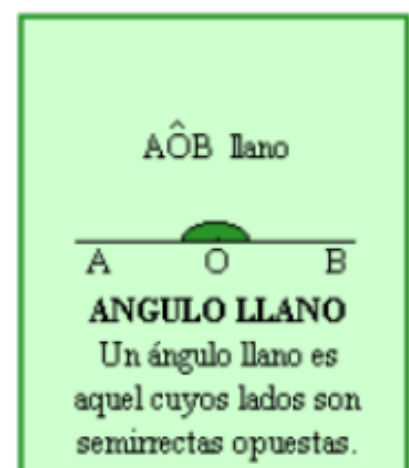 AÔB llano
A O B
ANGULO LLANO
Un ángulo llano es
aquel cuyos lados son
semirrectas opuestas.